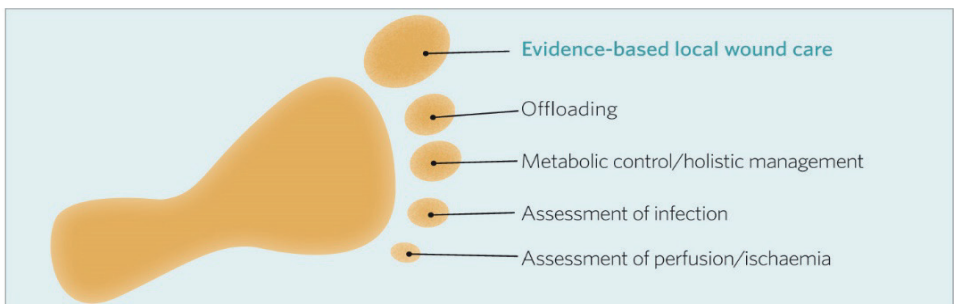 Evidence-based local wound care
Offloading
Metabolic control/holistic management
Assessment of infection
Assessment of perfusion/ischaemia